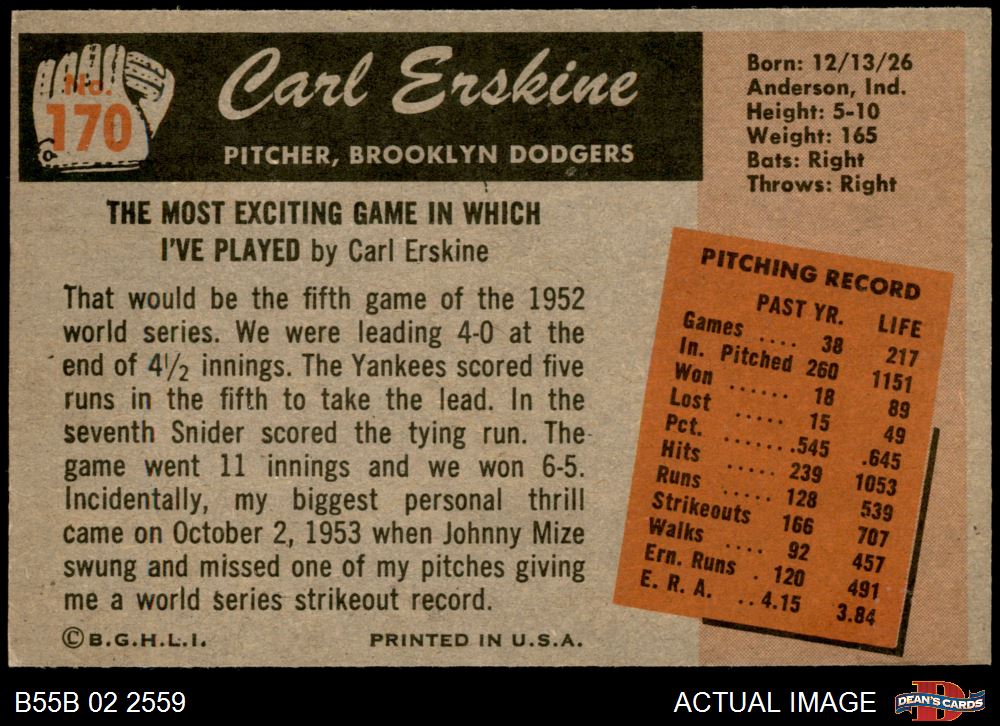 No.
170
Carl Erskine
PITCHER, BROOKLYN DODGERS
Born: 12/13/26
Anderson, Ind.
Height: 5-10
Weight: 165
Bats: Right
Throws: Right
THE MOST EXCITING GAME IN WHICH
I'VE PLAYED by Carl Erskine
That would be the fifth game of the 1952
world series. We were leading 4-0 at the
end of 4½ innings. The Yankees scored five
runs in the fifth to take the lead. In the
seventh Snider scored the tying run. The
game went 11 innings and we won 6-5.
Incidentally, my biggest personal thrill
came on October 2, 1953 when Johnny Mize
swung and missed one of my pitches giving
me a world series strikeout record.
©B.G.H.L.I. PRINTED IN U.S.A.
PITCHING RECORD
PAST YR. LIFE
Games .... 38 217
In. Pitched 260 1151
Won ...... 18 89
Lost ..... 15 49
Pct. .......545 .645
Hits ..... 239 1053
Runs ..... 128 539
Strikeouts 166 707
Walks .... 92 457
Ern. Runs . 120 491
E. R. A. .. 4.15 3.84
B55B 02 2559 ACTUAL IMAGE
D
DEAN'S CARDS